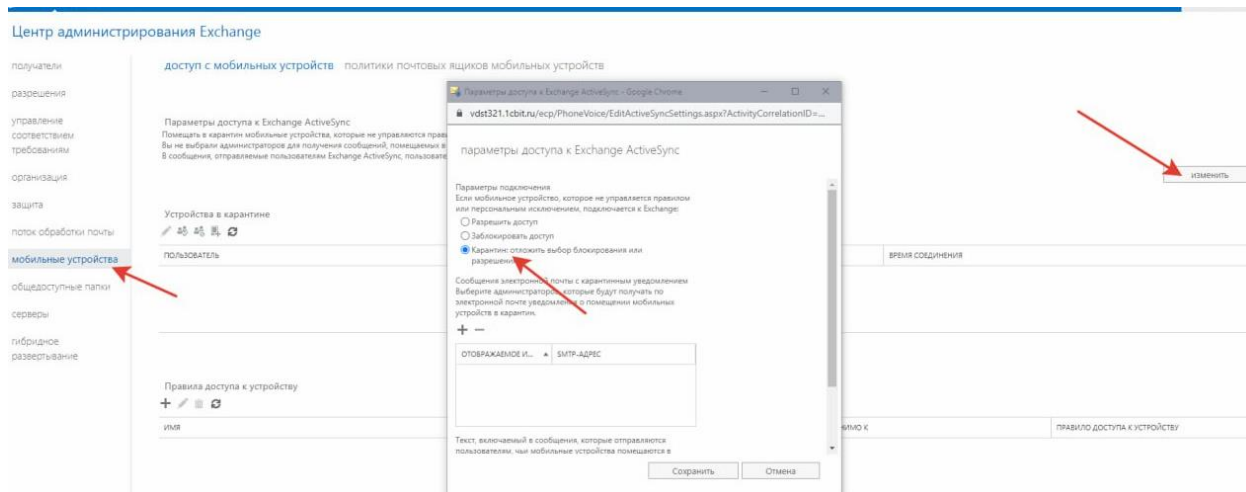 Центр администрирования Exchange
получатели
разрешения
управление
соответствием
требованиям
организация
защита
поток обработки почты
мобильные устройства
общедоступные папки
серверы
гибридное
развертывание
доступ с мобильных устройств политики почтовых ящиков мобильных устройств
Параметры доступа к Exchange ActiveSync
Помещать в карантин мобильные устройства, которые не управляются
Вы не выбрали администраторов для получения сообщений, помещаемых в
В сообщения, отправляемые пользователям Exchange ActiveSync,
изменить
Устройства в карантине
ПОЛЬЗОВАТЕЛЬ
ВРЕМЯ СОЕДИНЕНИЯ
Правила доступа к устройству
ИМЯ
ПРАВИЛО ДОСТУПА К УСТРОЙСТВУ
Параметры доступа к Exchange ActiveSync - Google Chrome
vdst321.1cbit.ru/ecp/PhoneVoice/EditActiveSyncSettings.aspx?ActivityCorrelationID=...
параметры доступа к Exchange ActiveSync
Параметры подключения
Если мобильное устройство, которое не управляется правилом
или персональным исключением, подключается к Exchange:
Разрешить доступ
Заблокировать доступ
Карантин: отложить выбор блокирования или
разрешения
Сообщения электронной почты с карантинным уведомлением
Выберите администраторов, которые будут получать по
электронной почте уведомления о помещении мобильных
устройств в карантин.
ОТОБРАЖАЕМОЕ И... SMTP-АДРЕС
Текст, включаемый в сообщения, которые отправляются
пользователям, чьи мобильные устройства помещаются в
Сохранить Отмена